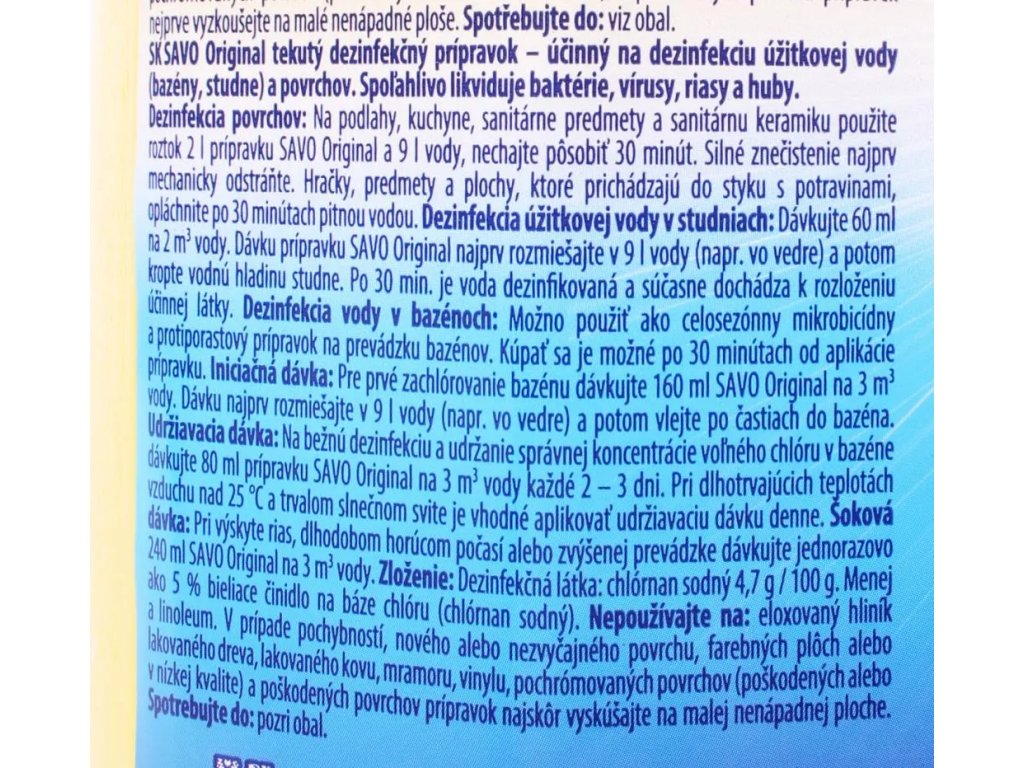 nejprve vyzkoušejte na malé nenápadné ploše. Spotřebujte do: viz obal.
SK SAVO Original tekutý dezinfekčný prípravok – účinný na dezinfekciu úžitkovej vody
(bazény, studne) a povrchov. Spoľahlivo likviduje baktérie, vírusy, riasy a huby.
Dezinfekcia povrchov: Na podlahy, kuchyne, sanitárne predmety a sanitárnu keramiku použite
roztok 2 l prípravku SAVO Original a 9 l vody, nechajte pôsobiť 30 minút. Silné znečistenie najprv
mechanicky odstráňte. Hračky, predmety a plochy, ktoré prichádzajú do styku s potravinami,
opláchnite po 30 minútach pitnou vodou. Dezinfekcia úžitkovej vody v studniach: Dávkujte 60 ml
na 2 m³ vody. Dávku prípravku SAVO Original najprv rozmiešajte v 9 l vody (napr. vo vedre) a potom
kropte vodnú hladinu studne. Po 30 min. je voda dezinfikovaná a súčasne dochádza k rozloženiu
účinnej látky. Dezinfekcia vody v bazénoch: Možno použiť ako celosezónny mikrobicídny
a protiporastový prípravok na prevádzku bazénov. Kúpať sa je možné po 30 minútach od aplikácie
prípravku. Iniciačná dávka: Pre prvé zachlórovanie bazénu dávkujte 160 ml SAVO Original na 3 m³
vody. Dávku najprv rozmiešajte v 9 l vody (napr. vo vedre) a potom vlejte po častiach do bazéna.
Udržiavacia dávka: Na bežnú dezinfekciu a udržanie správnej koncentrácie voľného chlóru v bazéne
dávkujte 80 ml prípravku SAVO Original na 3 m³ vody každé 2 – 3 dni. Pri dlhotrvajúcich teplotách
vzduchu nad 25 °C a trvalom slnečnom svite je vhodné aplikovať udržiavaciu dávku denne. Šoková
dávka: Pri výskyte rias, dlhodobom horúcom počasí alebo zvýšenej prevádzke dávkujte jednorazovo
240 ml SAVO Original na 3 m³ vody. Zloženie: Dezinfekčná látka: chlórnan sodný 4,7 g / 100 g. Menej
ako 5 % bieliace činidlo na báze chlóru (chlórnan sodný). Nepoužívajte na: eloxovaný hliník
a linoleum. V prípade pochybností, nového alebo nezvyčajného povrchu, farebných plôch alebo
lakovaného dreva, lakovaného kovu, mramoru, vinylu, pochrómovaných povrchov (poškodených alebo
v nízkej kvalite) a poškodených povrchov prípravok najskôr vyskúšajte na malej nenápadnej ploche.
Spotrebujte do: pozri obal.